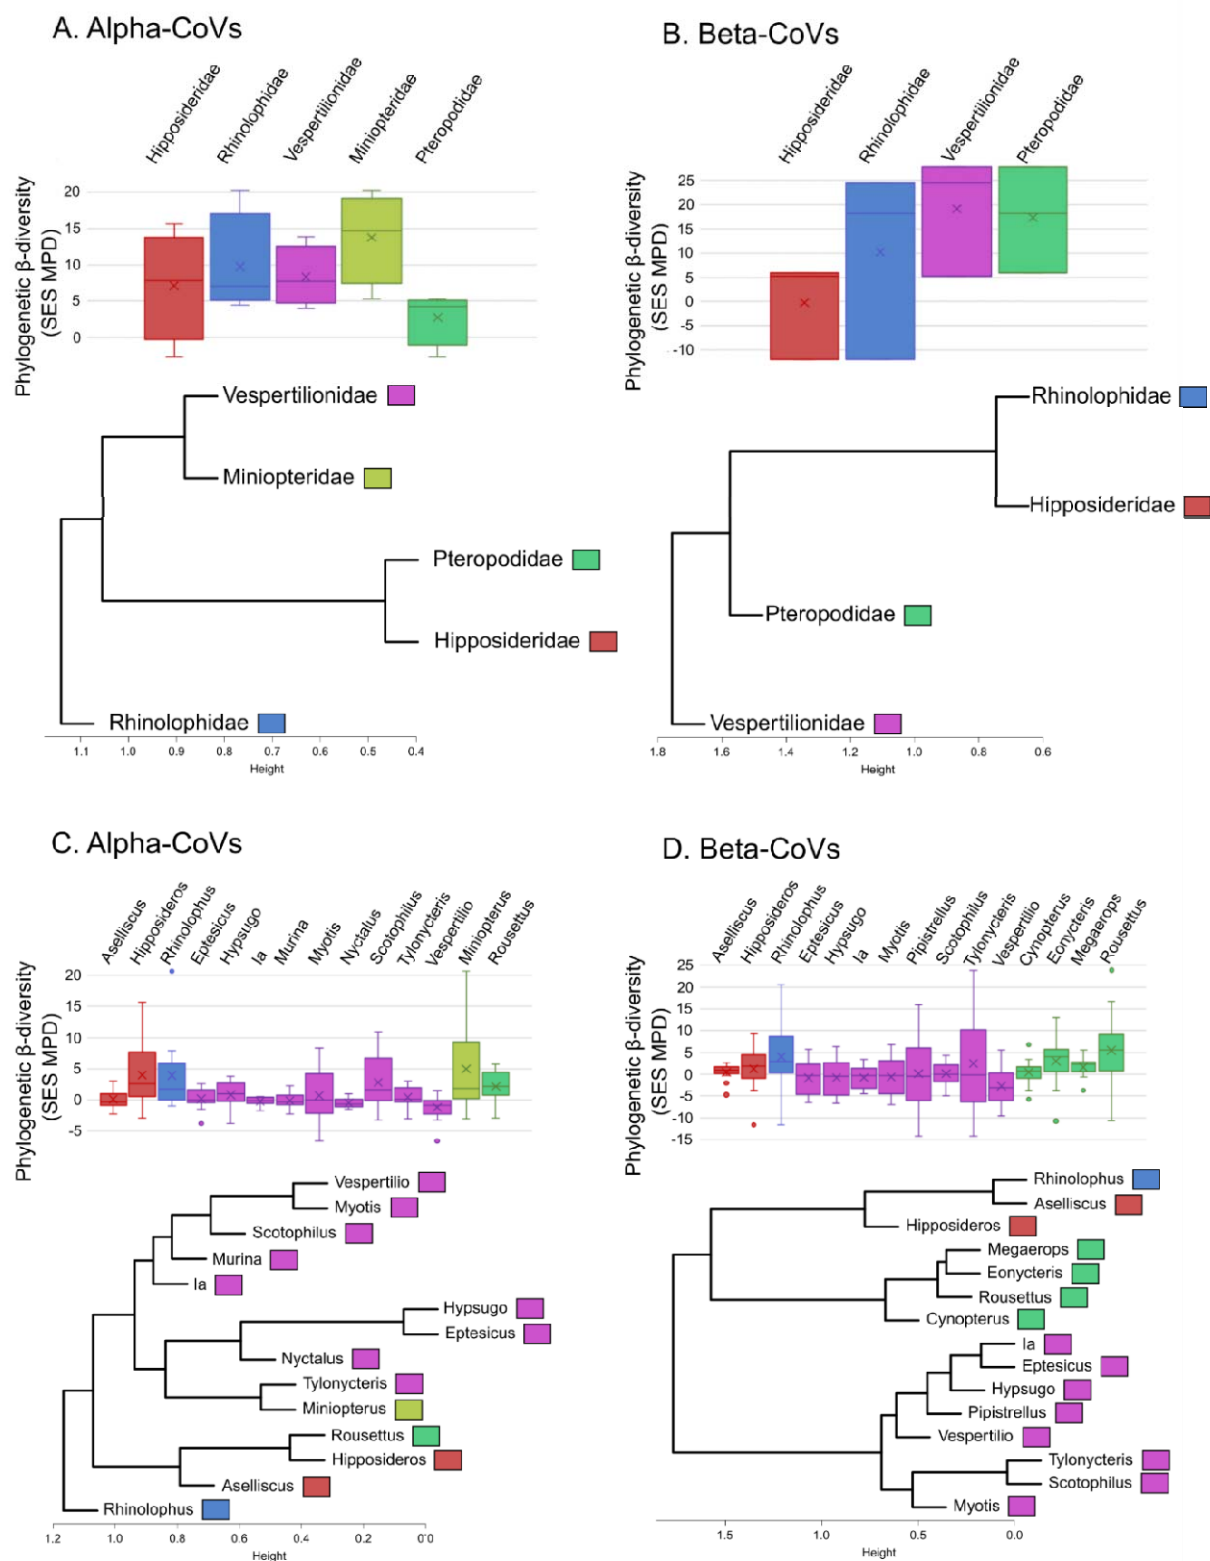 A. Alpha-CoVs
Hipposideridae
Rhinolophidae
Vespertilionidae
Miniopteridae
Pteropodidae
Phylogenetic β-diversity
(SES MPD)
20
15
10
5
0
Vespertilionidae
Miniopteridae
Pteropodidae
Hipposideridae
Rhinolophidae
1.1 1.0 0.9 0.8 0.7 0.6 0.5 0.4
Height
B. Beta-CoVs
Hipposideridae
Rhinolophidae
Vespertilionidae
Pteropodidae
Phylogenetic β-diversity
(SES MPD)
25
20
15
10
5
0
-5
-10
Rhinolophidae
Hipposideridae
Pteropodidae
Vespertilionidae
1.8 1.6 1.4 1.2 1.0 0.8 0.6
Height
C. Alpha-CoVs
Aselliscus
Hipposideros
Rhinolophus
Eptesicus
Hypsugo
Ia
Murina
Myotis
Nyctalus
Scotophilus
Tylonycteris
Vespertilio
Miniopterus
Rousettus
Phylogenetic β-diversity
(SES MPD)
20
15
10
5
0
-5
Vespertilio
Myotis
Scotophilus
Murina
Ia
Hypsugo
Eptesicus
Nyctalus
Tylonycteris
Miniopterus
Rousettus
Hipposideros
Aselliscus
Rhinolophus
1.2 1.0 0.8 0.6 0.4 0.2 0.0
Height
D. Beta-CoVs
Aselliscus
Hipposideros
Rhinolophus
Eptesicus
Hypsugo
Ia
Myotis
Pipistrellus
Scotophilus
Tylonycteris
Vespertilio
Cynopterus
Eonycteris
Megaerops
Rousettus
Phylogenetic β-diversity
(SES MPD)
25
20
15
10
5
0
-5
-10
-15
Rhinolophus
Aselliscus
Hipposideros
Megaerops
Eonycteris
Rousettus
Cynopterus
Ia
Eptesicus
Hypsugo
Pipistrellus
Vespertilio
Tylonycteris
Scotophilus
Myotis
1.5 1.0 0.5 0.0
Height